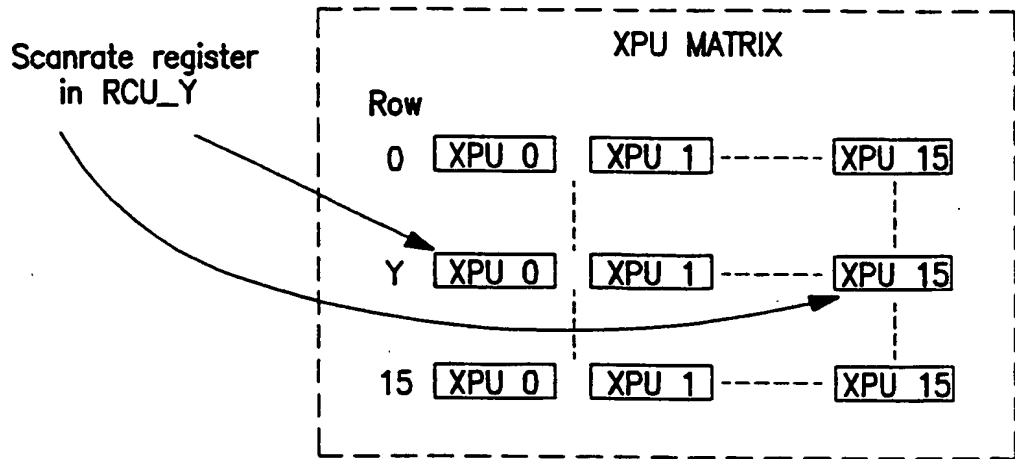 XPU MATRIX
Scanrate register
in RCU_Y
Row
0 XPU 0 XPU 1 XPU 15
Y XPU 0 XPU 1 XPU 15
15 XPU 0 XPU 1 XPU 15